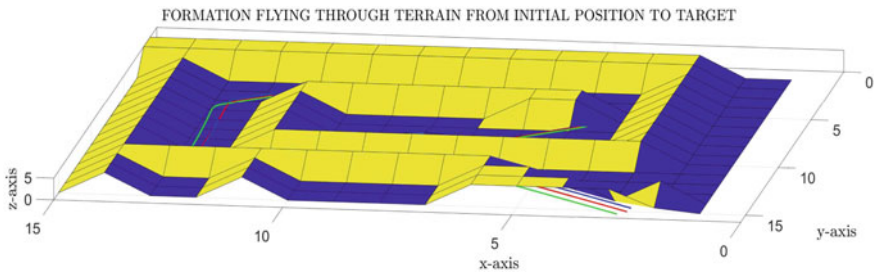 FORMATION FLYING THROUGH TERRAIN FROM INITIAL POSITION TO TARGET
0
5
10
15
y-axis
z-axis
5
0
15
10
5
0
x-axis